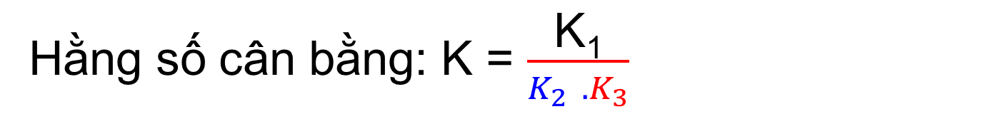 Hằng số cân bằng: K = K₁ / K₂ .K₃